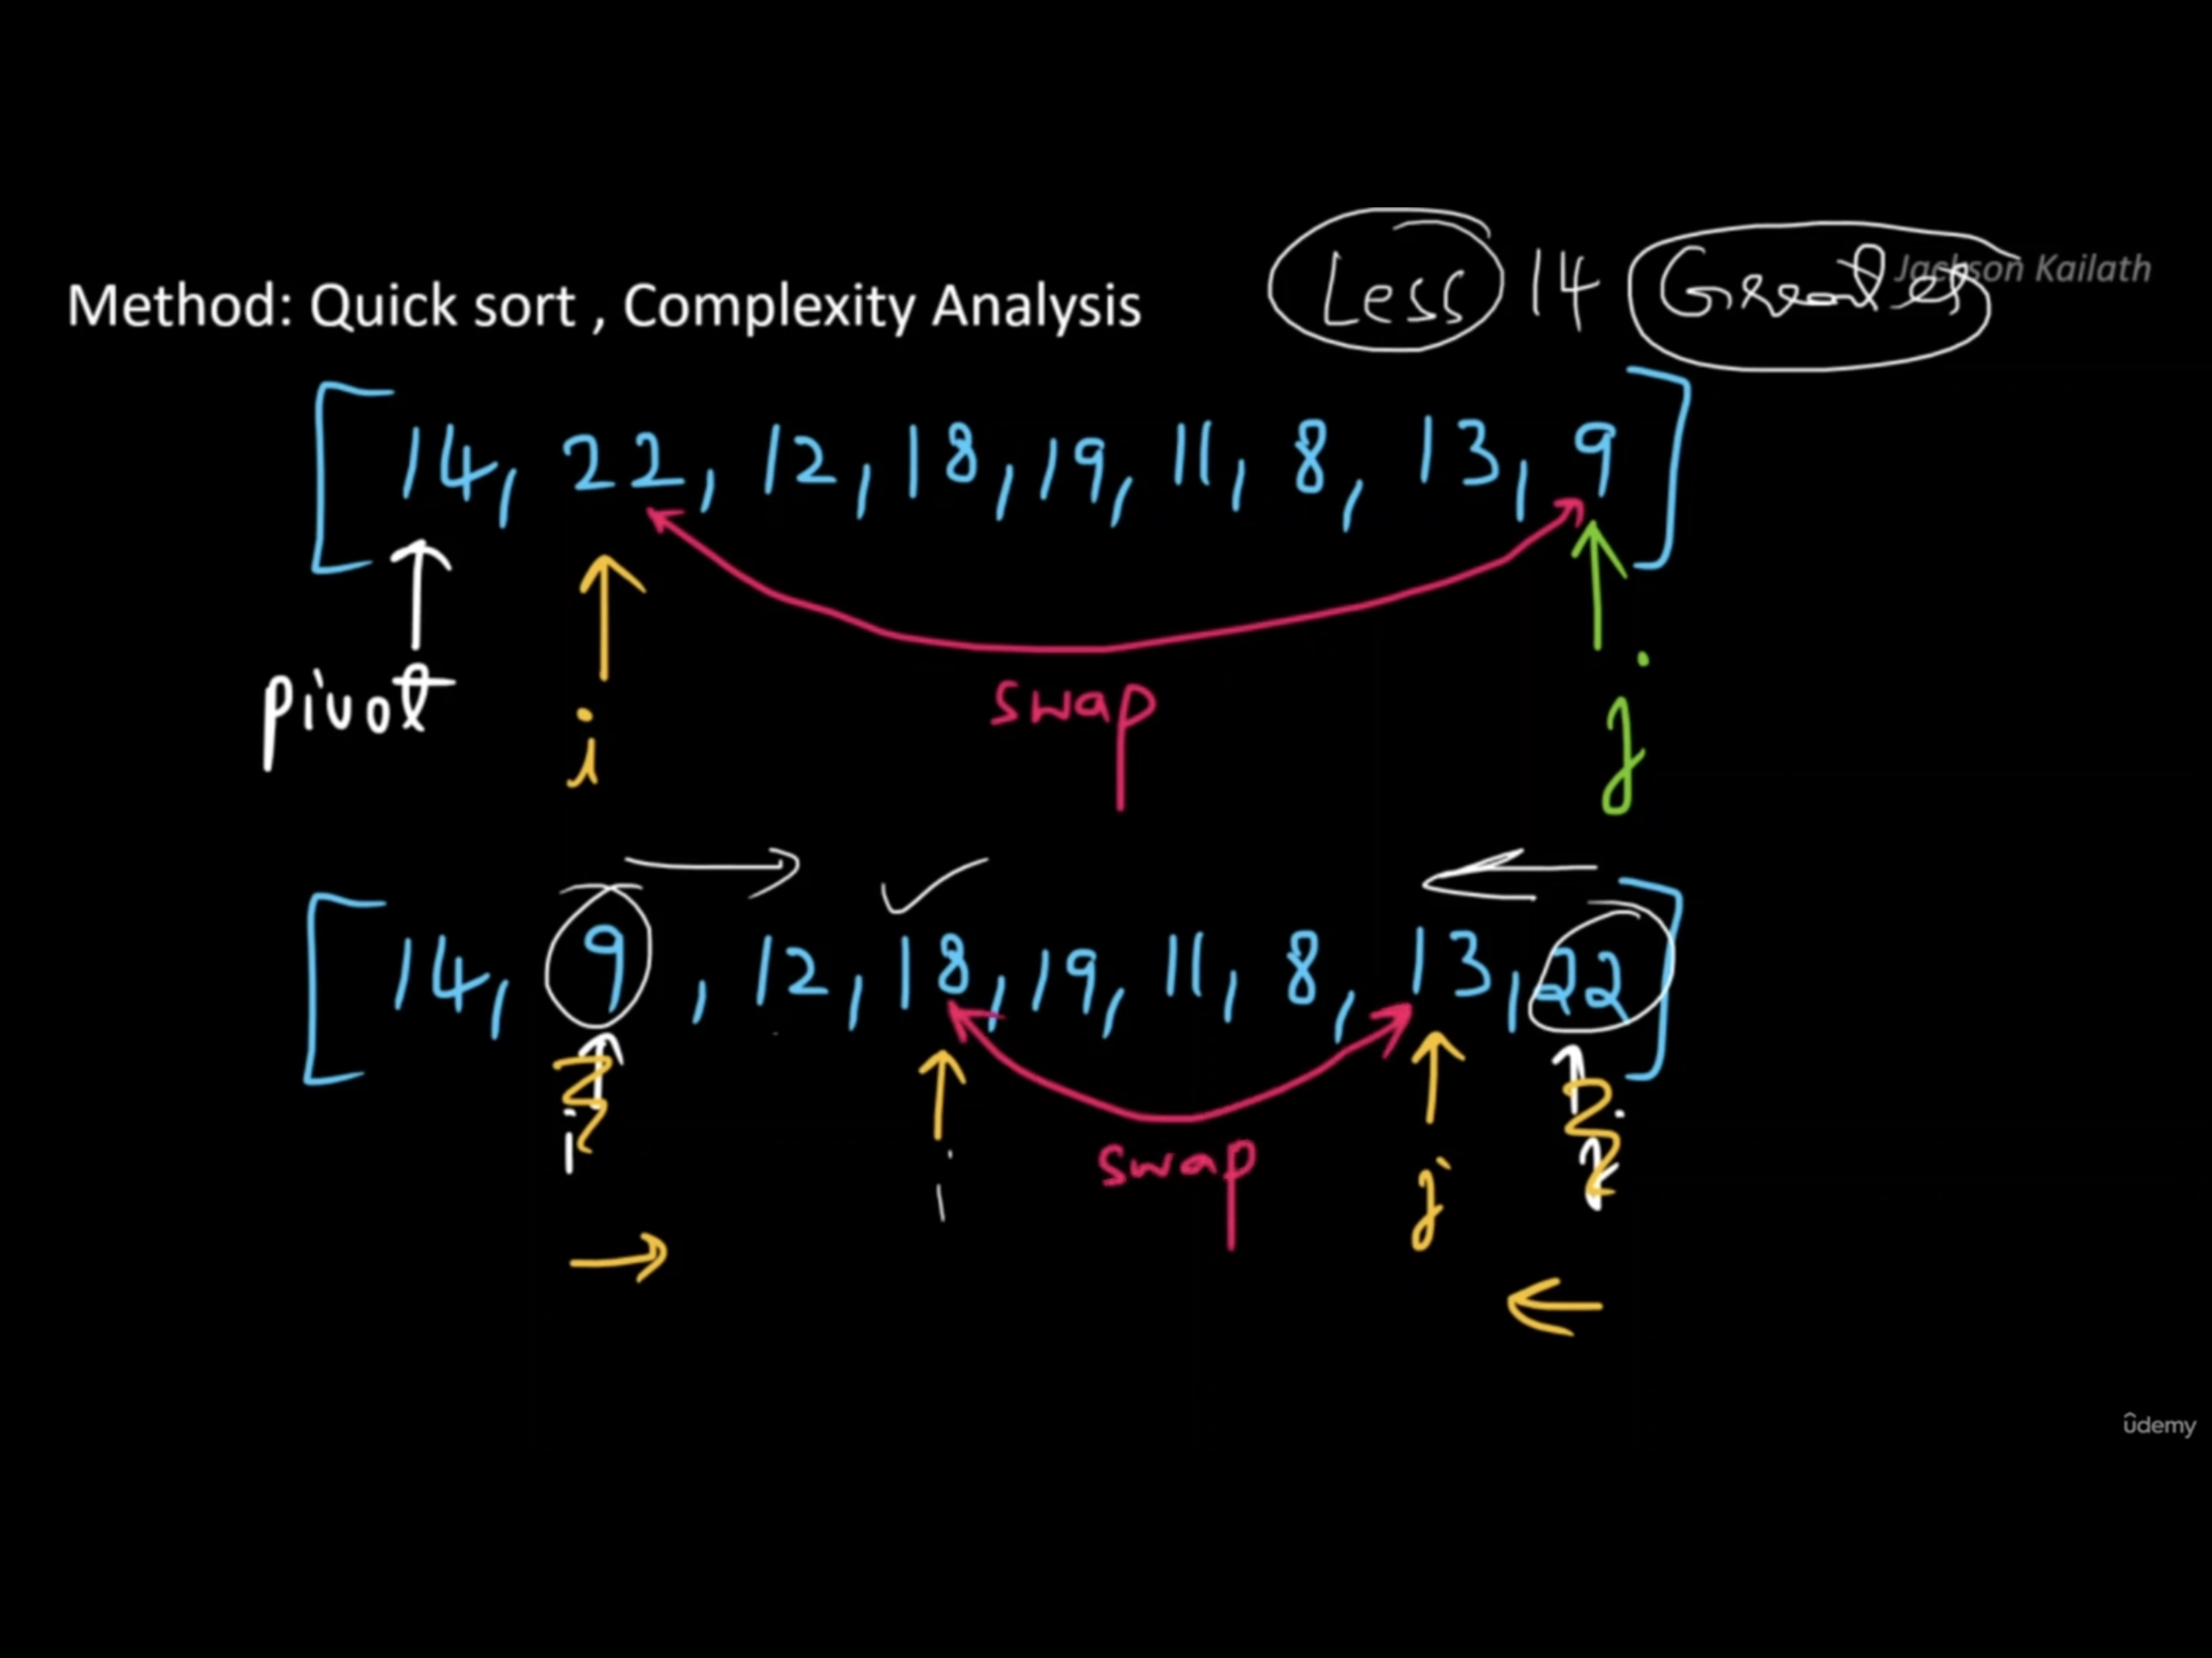 Less 14 Greater
Jackson Kailath
Method: Quick sort , Complexity Analysis
[14, 22, 12, 18, 19, 11, 8, 13, 9]
pivot
i
swap
j
[14, 9 , 12, 18, 19, 11, 8, 13, 22]
i
i
swap
j
j
udemy